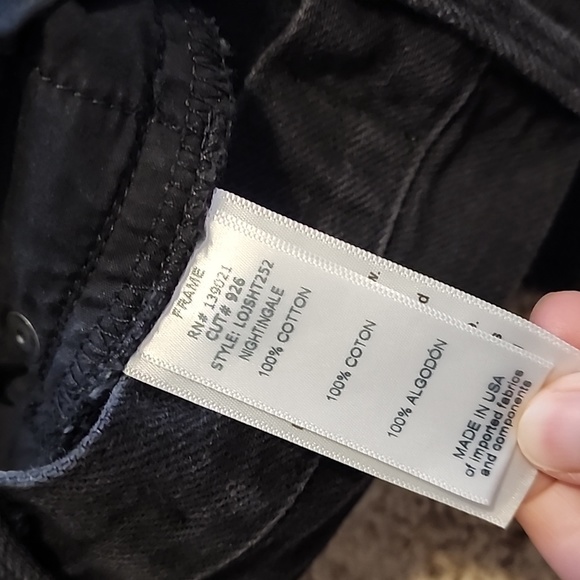 FRAME
RN# 139021
CUT# 926
STYLE: LOJSHT252
NIGHTINGALE
100% COTTON
100% COTON
100% ALGODÓN
MADE IN USA
of imported fabrics
and components